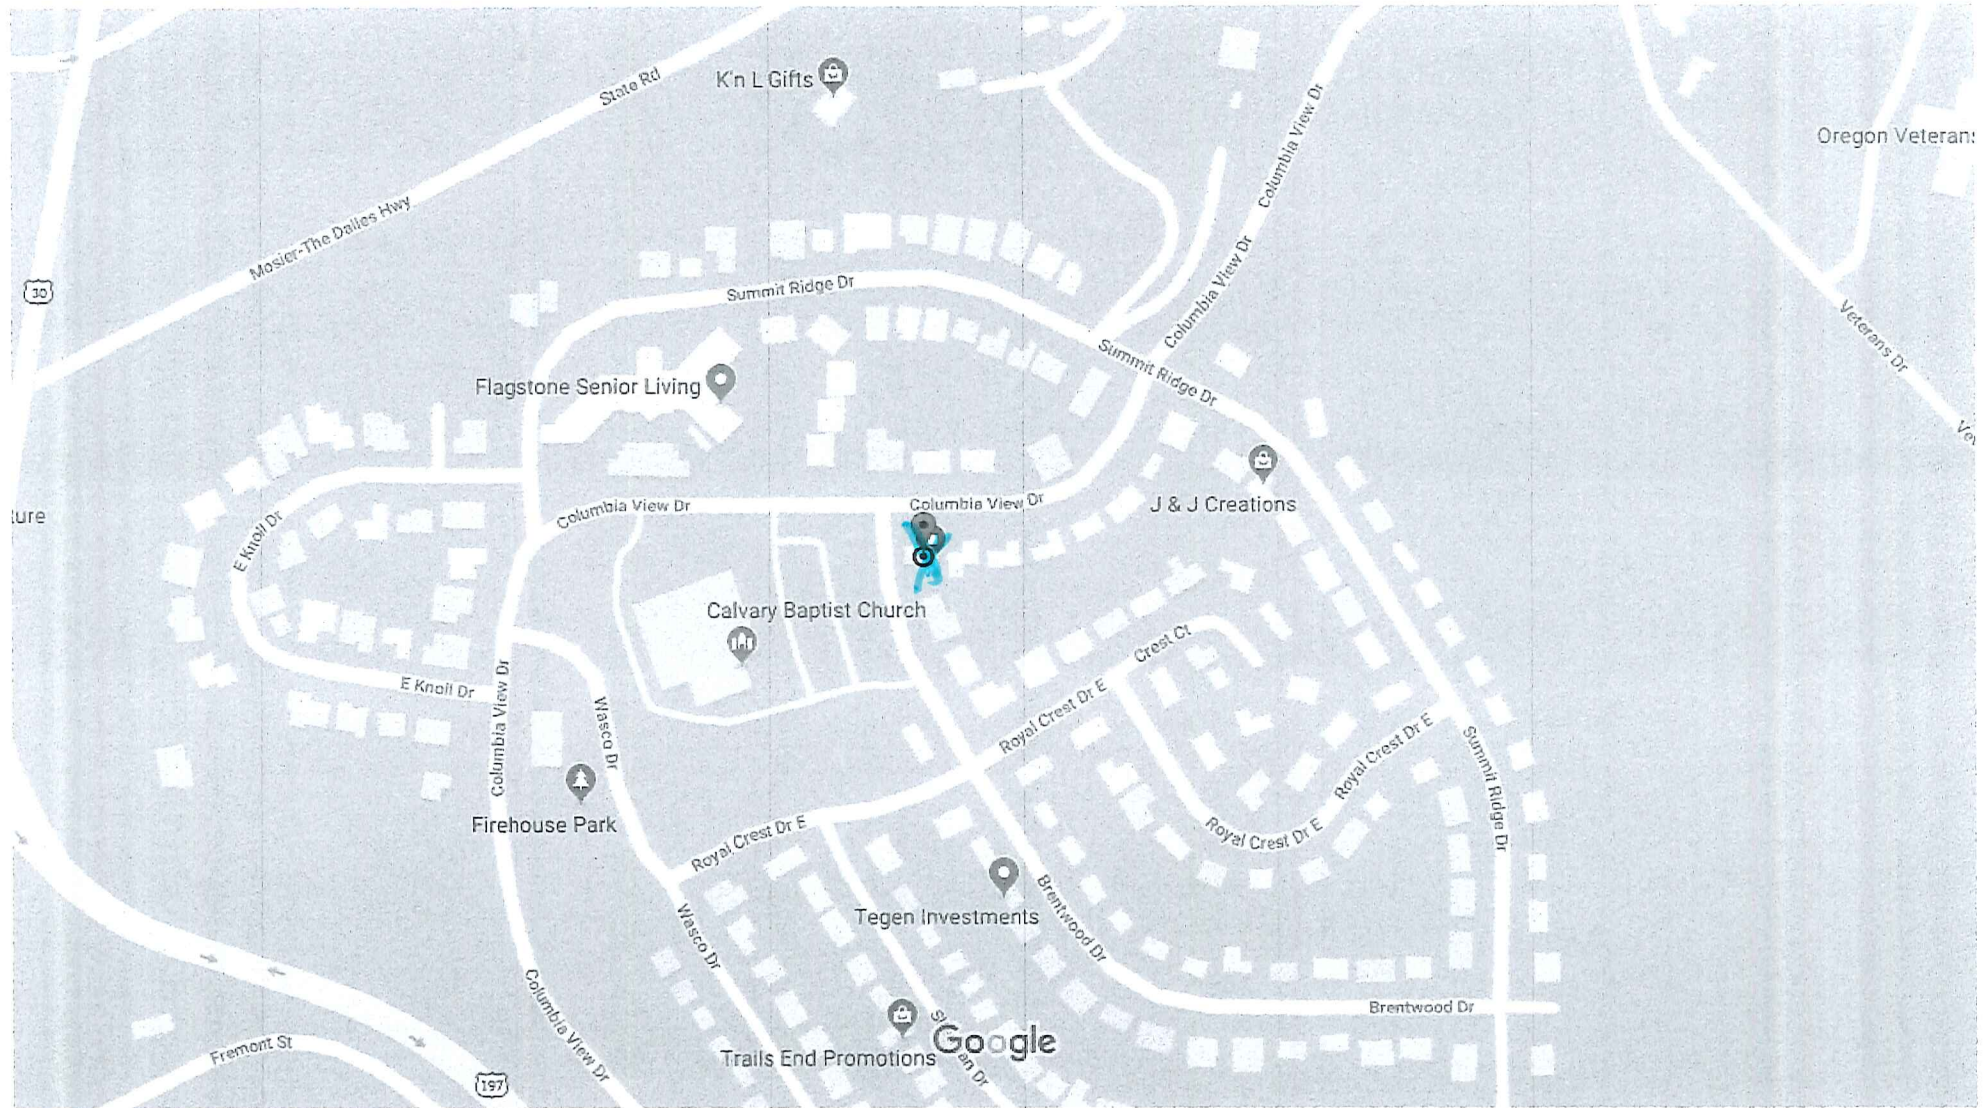 State Rd
K'n L Gifts
Columbia View Dr
Oregon Veterans
Mosier-The Dalles Hwy
30
Summit Ridge Dr
Columbia View Dr
Veterans Dr
Summit Ridge Dr
Flagstone Senior Living
Columbia View Dr
Columbia View Dr
J & J Creations
ure
E Knoll Dr
Calvary Baptist Church
Crest Ct
E Knoll Dr
Columbia View Dr
Wasco Dr
Royal Crest Dr E
Royal Crest Dr E
Summit Ridge Dr
Firehouse Park
Royal Crest Dr E
Royal Crest Dr E
Tegen Investments
Brentwood Dr
Wasco Dr
Columbia View Dr
Brentwood Dr
Fremont St
Google
Trails End Promotions
197